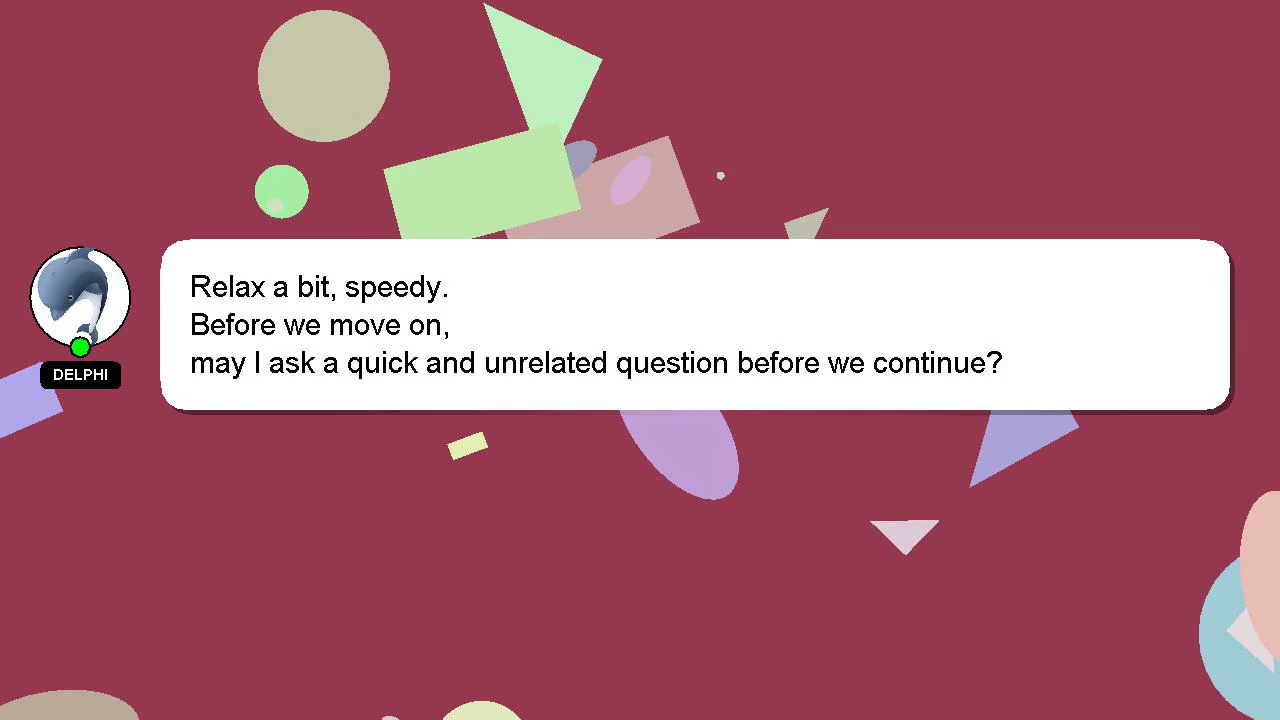 Relax a bit, speedy.
Before we move on,
may I ask a quick and unrelated question before we continue?
DELPHI